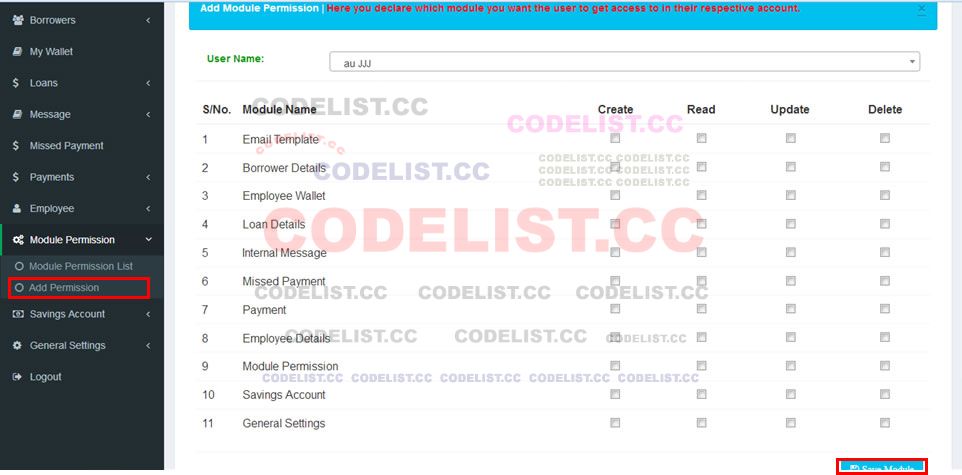 Borrowers
My Wallet
Loans
Message
Missed Payment
Payments
Employee
Module Permission
Module Permission List
Add Permission
Savings Account
General Settings
Logout
Add Module Permission | Here you declare which module you want the user to get access to in their respective account. ×
User Name: au JJJ
CODELIST.CC
S/No. Module Name Create Read Update Delete
CODELIST.CC
1 Email Template
CODELIST.CC
CODELIST.CC CODELIST.CC
2 Borrower Details
CODELIST.CC
CODELIST.CC CODELIST.CC
CODELIST.CC CODELIST.CC
3 Employee Wallet
4 Loan Details
CODELIST.CC
5 Internal Message
6 Missed Payment
CODELIST.CC CODELIST.CC CODELIST.CC
7 Payment
8 Employee Details
CODELIST.CC CODELIST.CC CODELIST.CC
9 Module Permission
CODELIST.CC CODELIST.CC CODELIST.CC CODELIST.CC CODELIST.CC
10 Savings Account
11 General Settings
Save Module